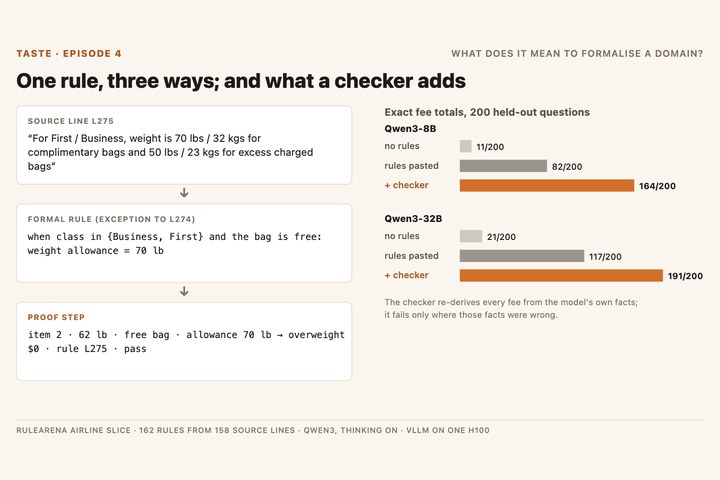 TASTE · EPISODE 4
WHAT DOES IT MEAN TO FORMALISE A DOMAIN?
One rule, three ways; and what a checker adds
SOURCE LINE L275
“For First / Business, weight is 70 lbs / 32 kgs for
complimentary bags and 50 lbs / 23 kgs for excess charged
bags”
FORMAL RULE (EXCEPTION TO L274)
when class in {Business, First} and the bag is free:
weight allowance = 70 lb
PROOF STEP
item 2 · 62 lb · free bag · allowance 70 lb → overweight
$0 · rule L275 · pass
Exact fee totals, 200 held-out questions
Qwen3-8B
no rules 11/200
rules pasted 82/200
+ checker 164/200
Qwen3-32B
no rules 21/200
rules pasted 117/200
+ checker 191/200
The checker re-derives every fee from the model's own facts;
it fails only where those facts were wrong.
RULEARENA AIRLINE SLICE · 162 RULES FROM 158 SOURCE LINES · QWEN3, THINKING ON · VLLM ON ONE H100